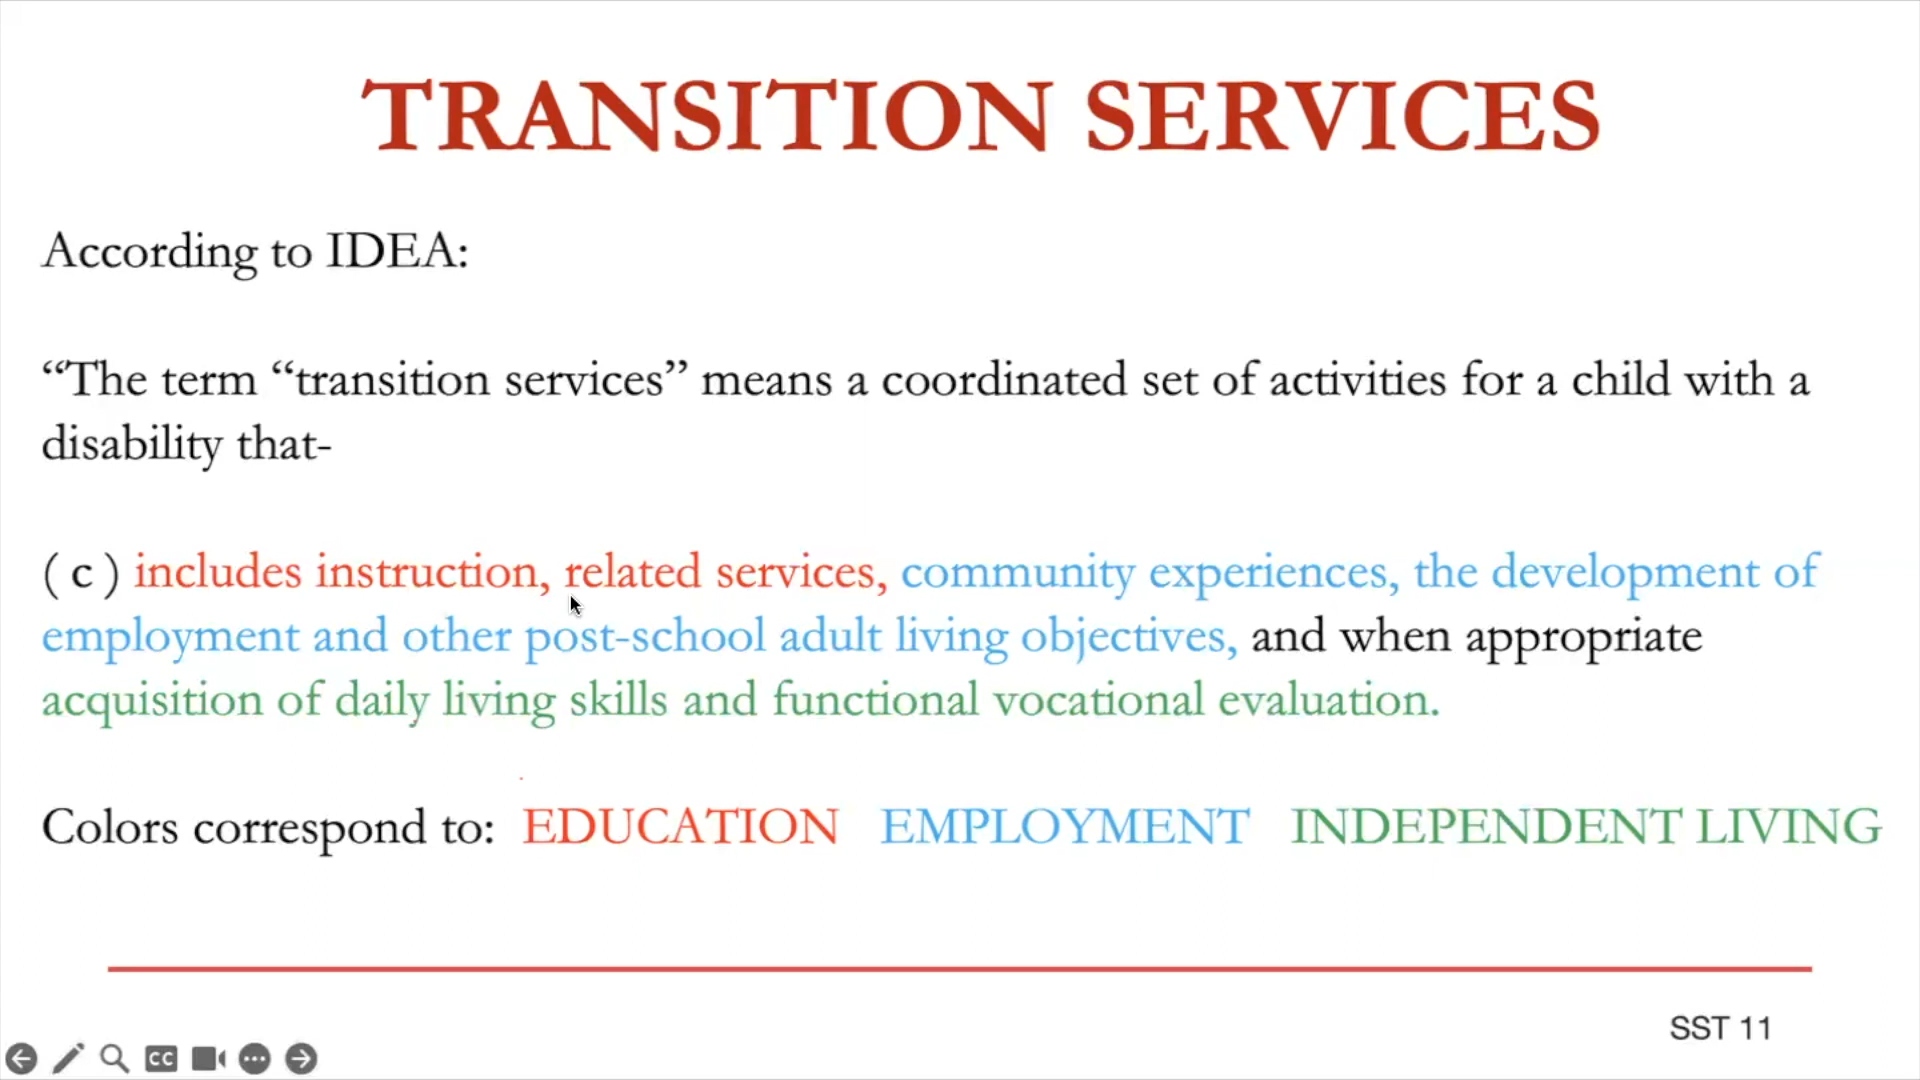 TRANSITION SERVICES
According to IDEA:
“The term “transition services” means a coordinated set of activities for a child with a
disability that-
( c ) includes instruction, related services, community experiences, the development of
employment and other post-school adult living objectives, and when appropriate
acquisition of daily living skills and functional vocational evaluation.
Colors correspond to: EDUCATION EMPLOYMENT INDEPENDENT LIVING
SST 11
CC